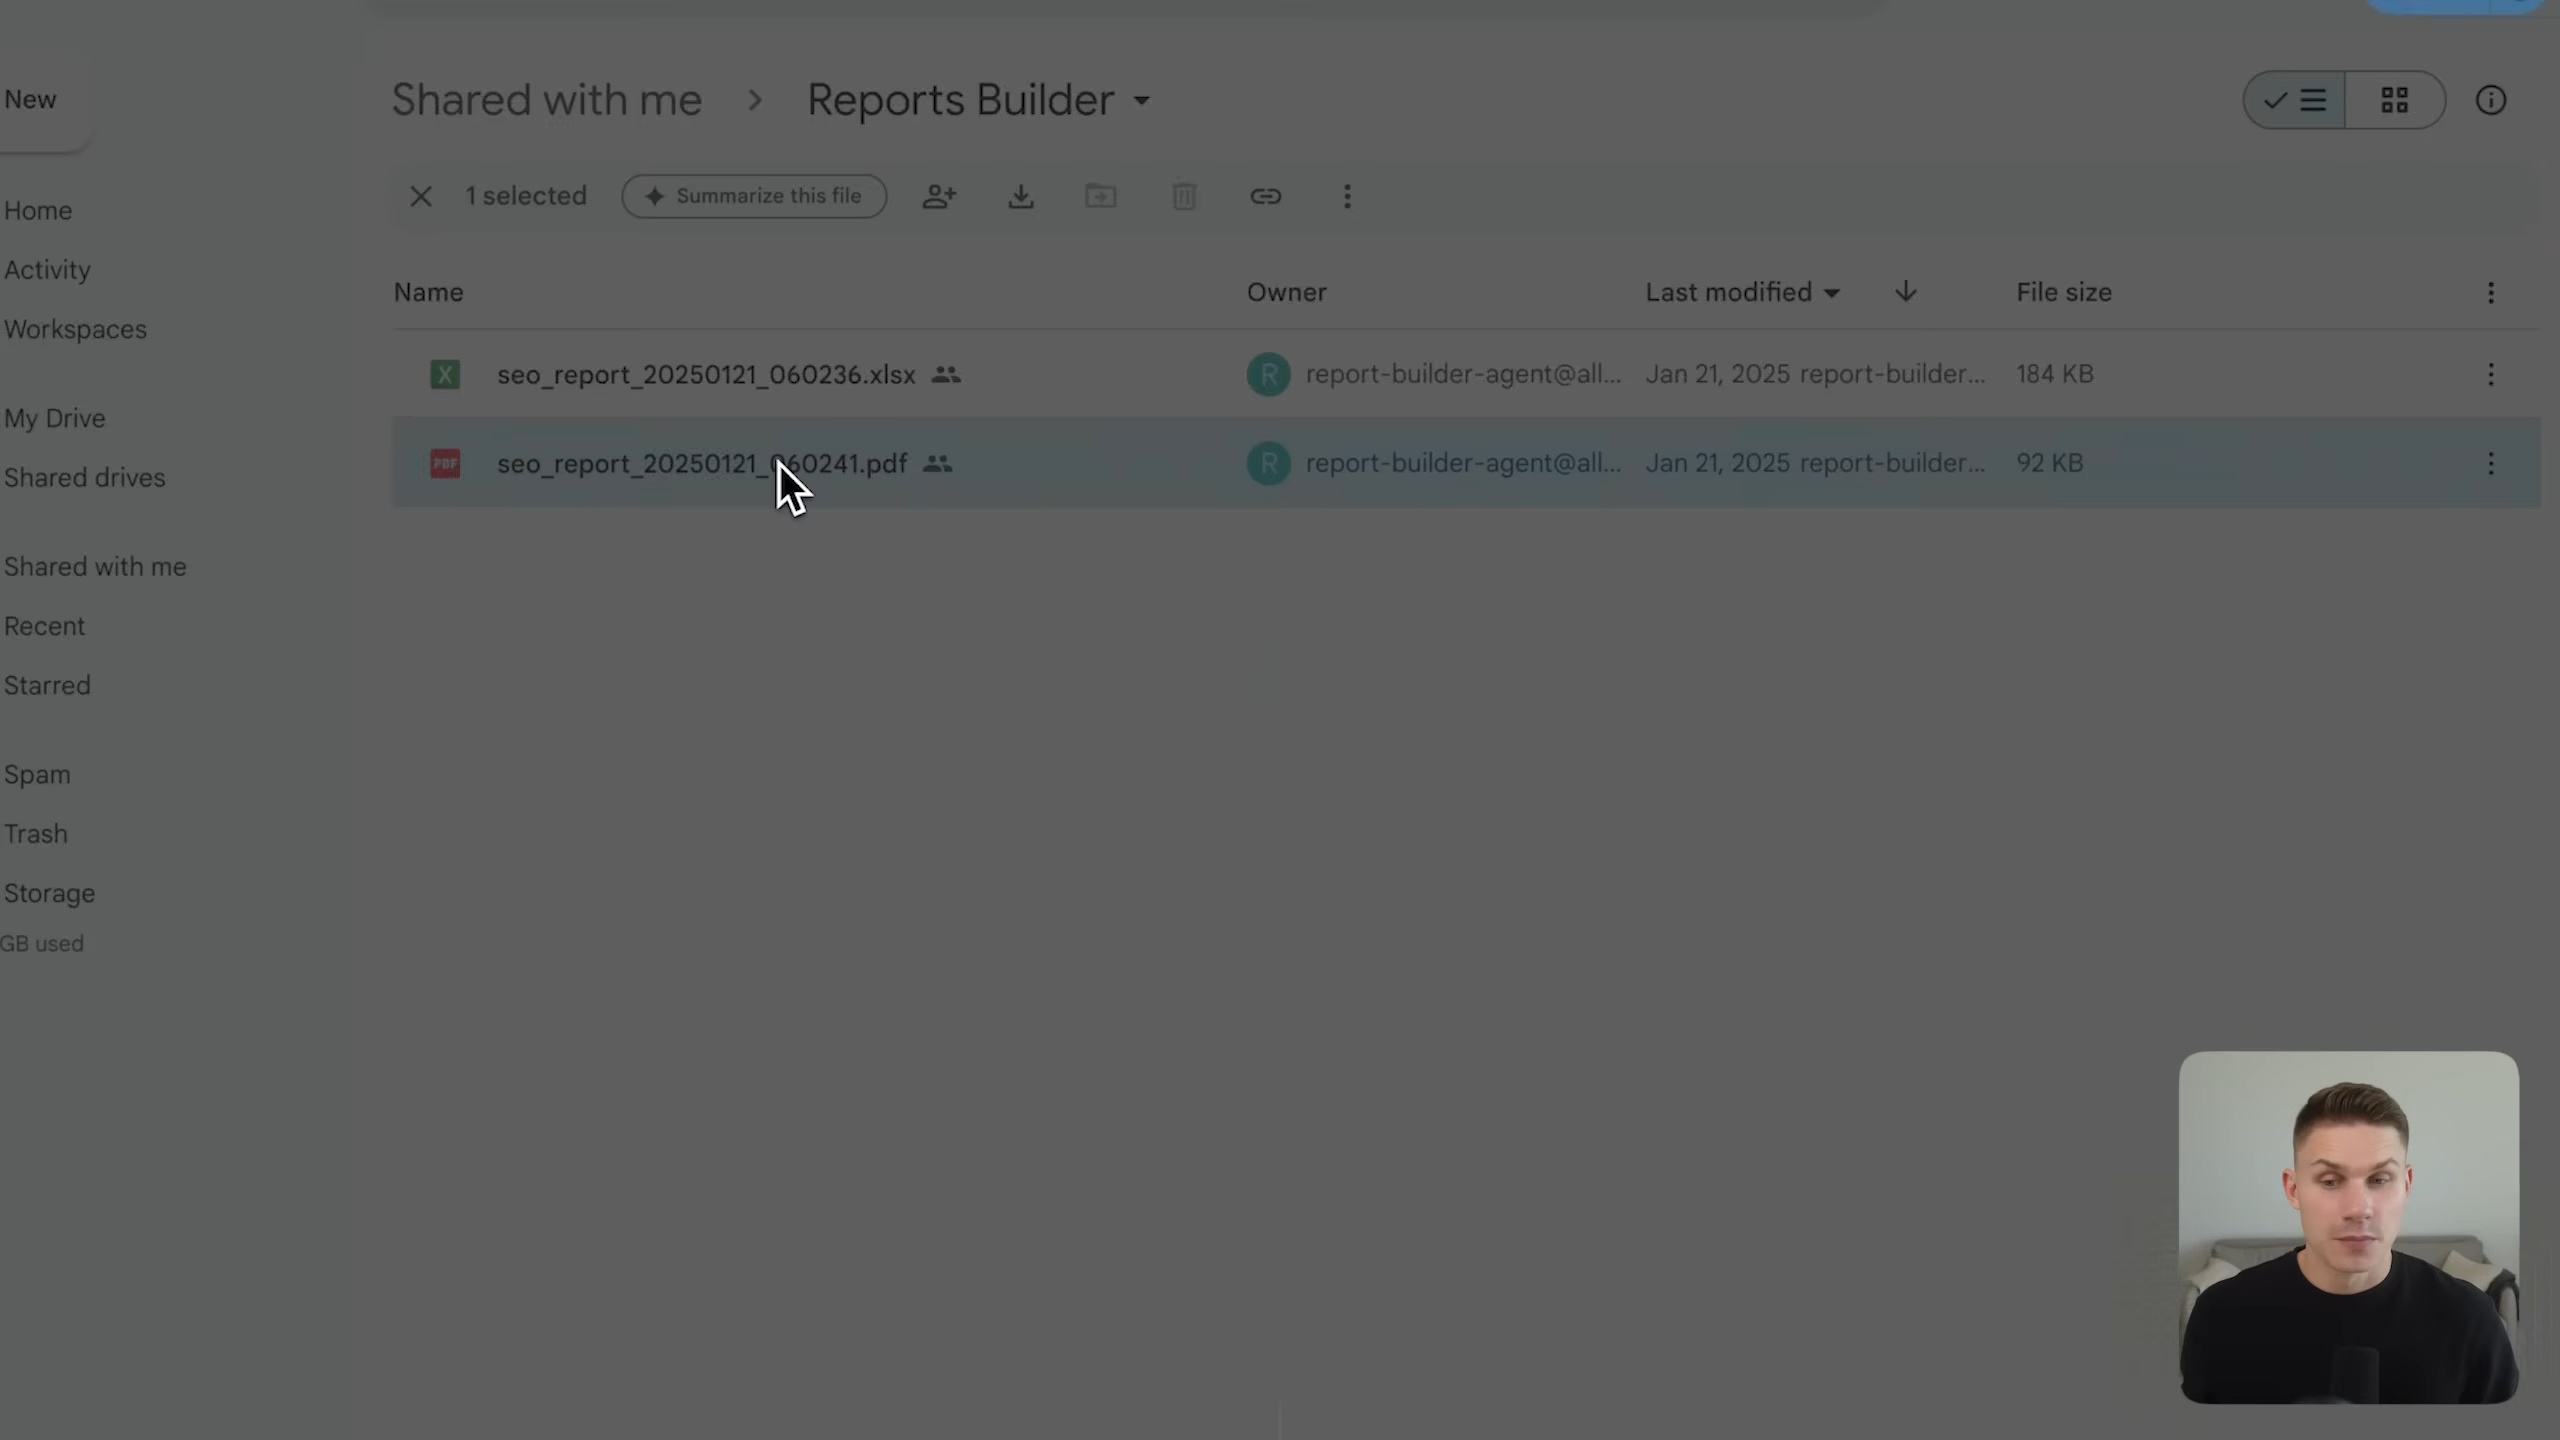 New
Home
Activity
Workspaces
My Drive
Shared drives
Shared with me
Recent
Starred
Spam
Trash
Storage
GB used
Shared with me > Reports Builder
1 selected Summarize this file
Name Owner Last modified File size
X seo_report_20250121_060236.xlsx R report-builder-agent@all... Jan 21, 2025 report-builder... 184 KB
PDF seo_report_20250121_060241.pdf R report-builder-agent@all... Jan 21, 2025 report-builder... 92 KB